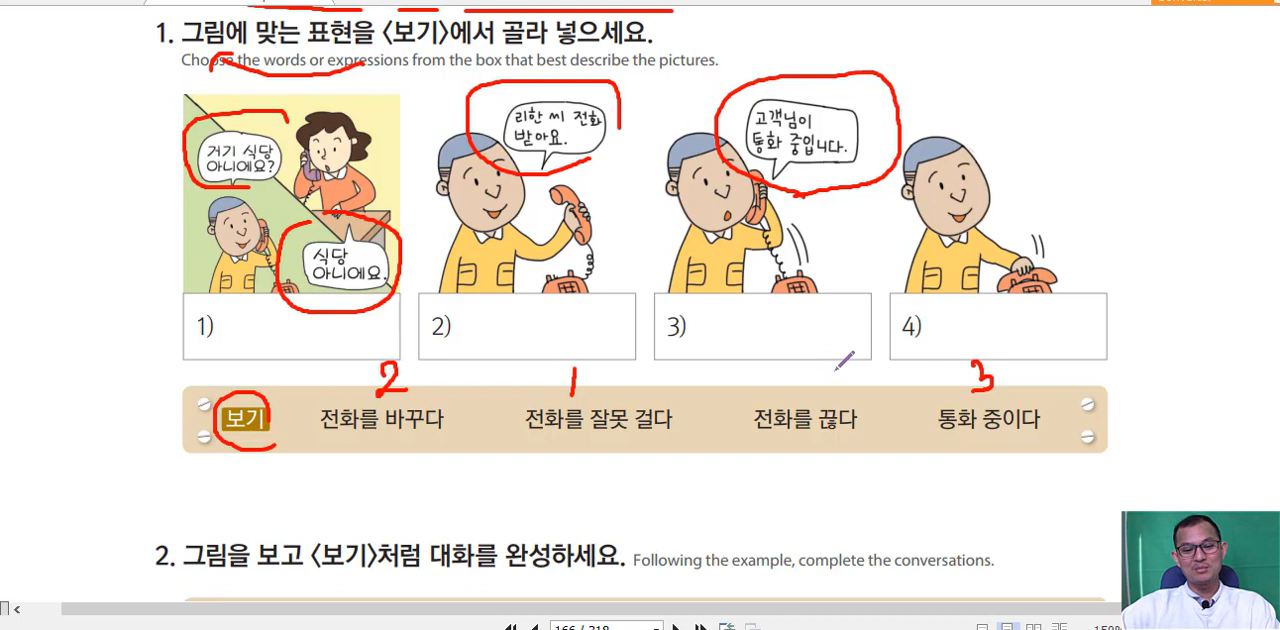 1. 그림에 맞는 표현을 〈보기〉에서 골라 넣으세요.
Choose the words or expressions from the box that best describe the pictures.
거기 식당
아니에요?
식당
아니에요.
리한 씨 전화
받아요.
고객님이
통화 중입니다.
1)
2)
3)
4)
2
1
3
보기
전화를 바꾸다
전화를 잘못 걸다
전화를 끊다
통화 중이다
2. 그림을 보고 〈보기〉처럼 대화를 완성하세요.
Following the example, complete the conversations.
166 / 218
150%